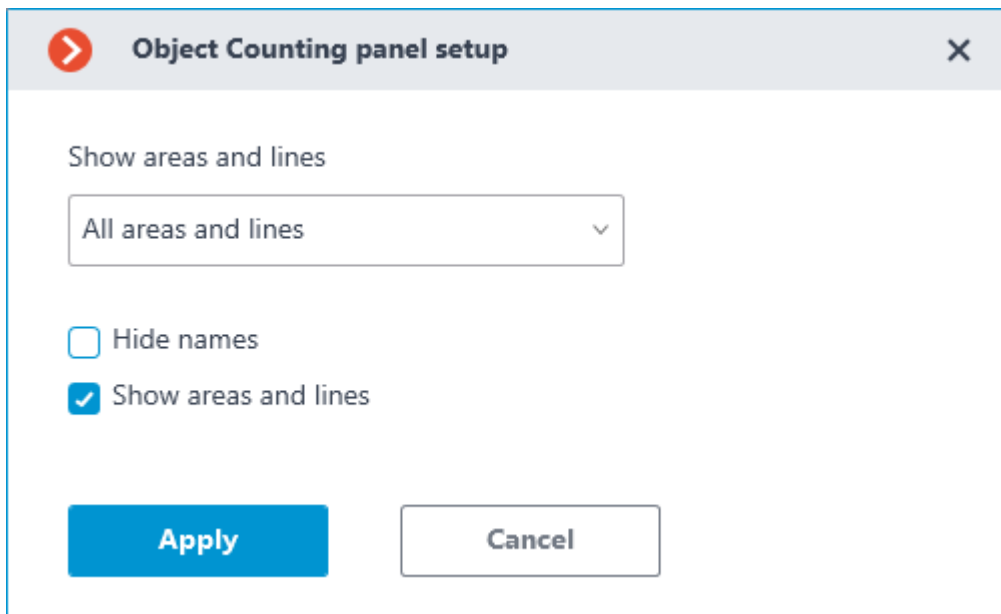 Object Counting panel setup
Show areas and lines
All areas and lines
Hide names
Show areas and lines
Apply
Cancel